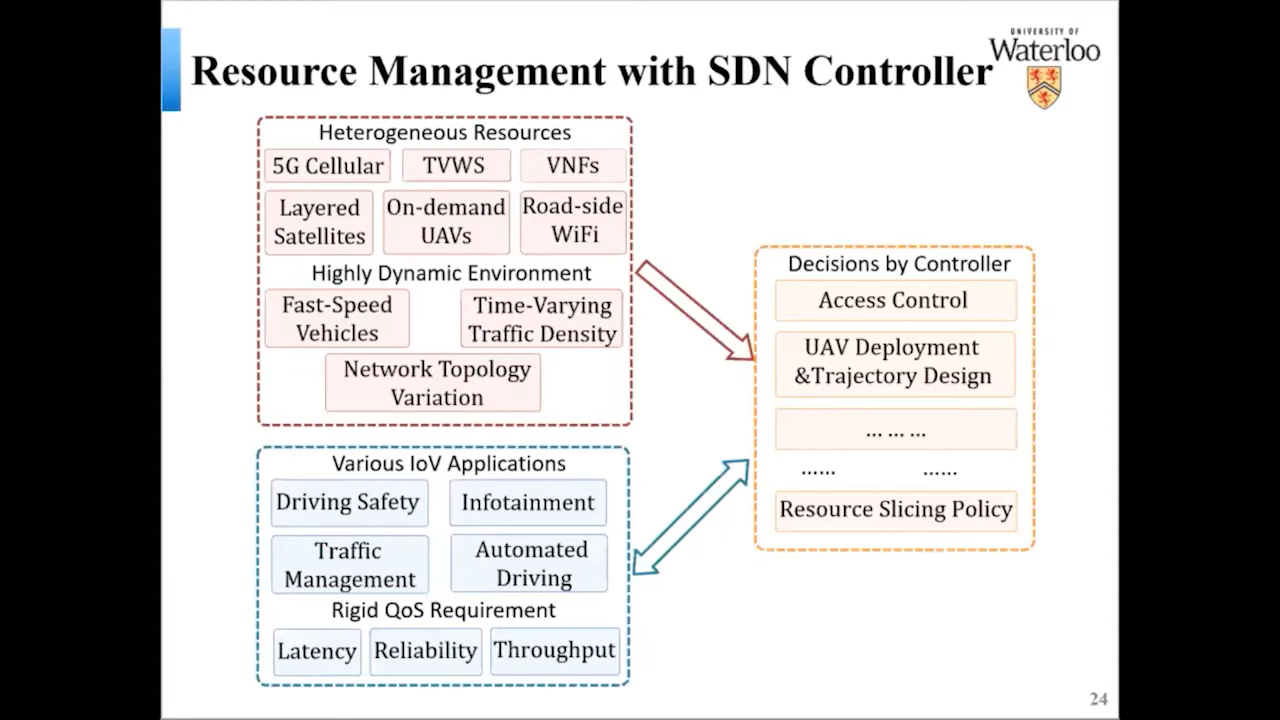 Resource Management with SDN Controller
UNIVERSITY OF
Waterloo
Heterogeneous Resources
5G Cellular
TVWS
VNFs
Layered
Satellites
On-demand
UAVs
Road-side
WiFi
Highly Dynamic Environment
Fast-Speed
Vehicles
Time-Varying
Traffic Density
Network Topology
Variation
Various IoV Applications
Driving Safety
Infotainment
Traffic
Management
Automated
Driving
Rigid QoS Requirement
Latency
Reliability
Throughput
Decisions by Controller
Access Control
UAV Deployment
&Trajectory Design
... ... ...
...... ......
Resource Slicing Policy
24